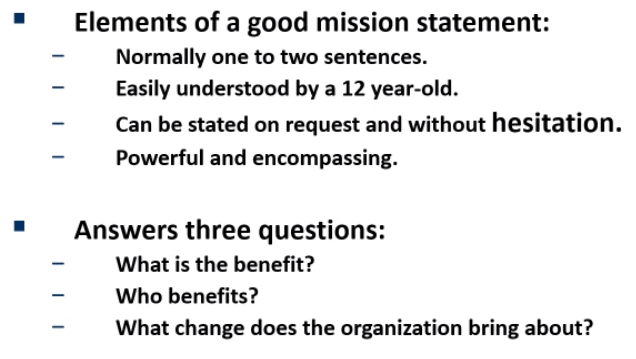 ▪ Elements of a good mission statement:
– Normally one to two sentences.
– Easily understood by a 12 year-old.
– Can be stated on request and without hesitation.
– Powerful and encompassing.
▪ Answers three questions:
– What is the benefit?
– Who benefits?
– What change does the organization bring about?